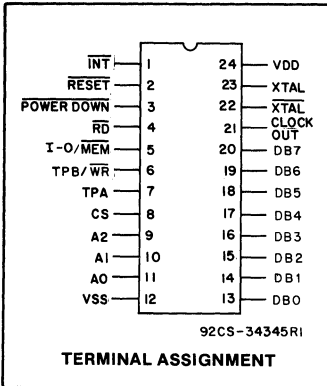 INT 1 24 VDD
RESET 2 23 XTAL
POWER DOWN 3 22 XTAL
RD 4 21 CLOCK OUT
I-O/MEM 5 20 DB7
TPB/WR 6 19 DB6
TPA 7 18 DB5
CS 8 17 DB4
A2 9 16 DB3
A1 10 15 DB2
A0 11 14 DB1
VSS 12 13 DB0
92CS-34345R1
TERMINAL ASSIGNMENT